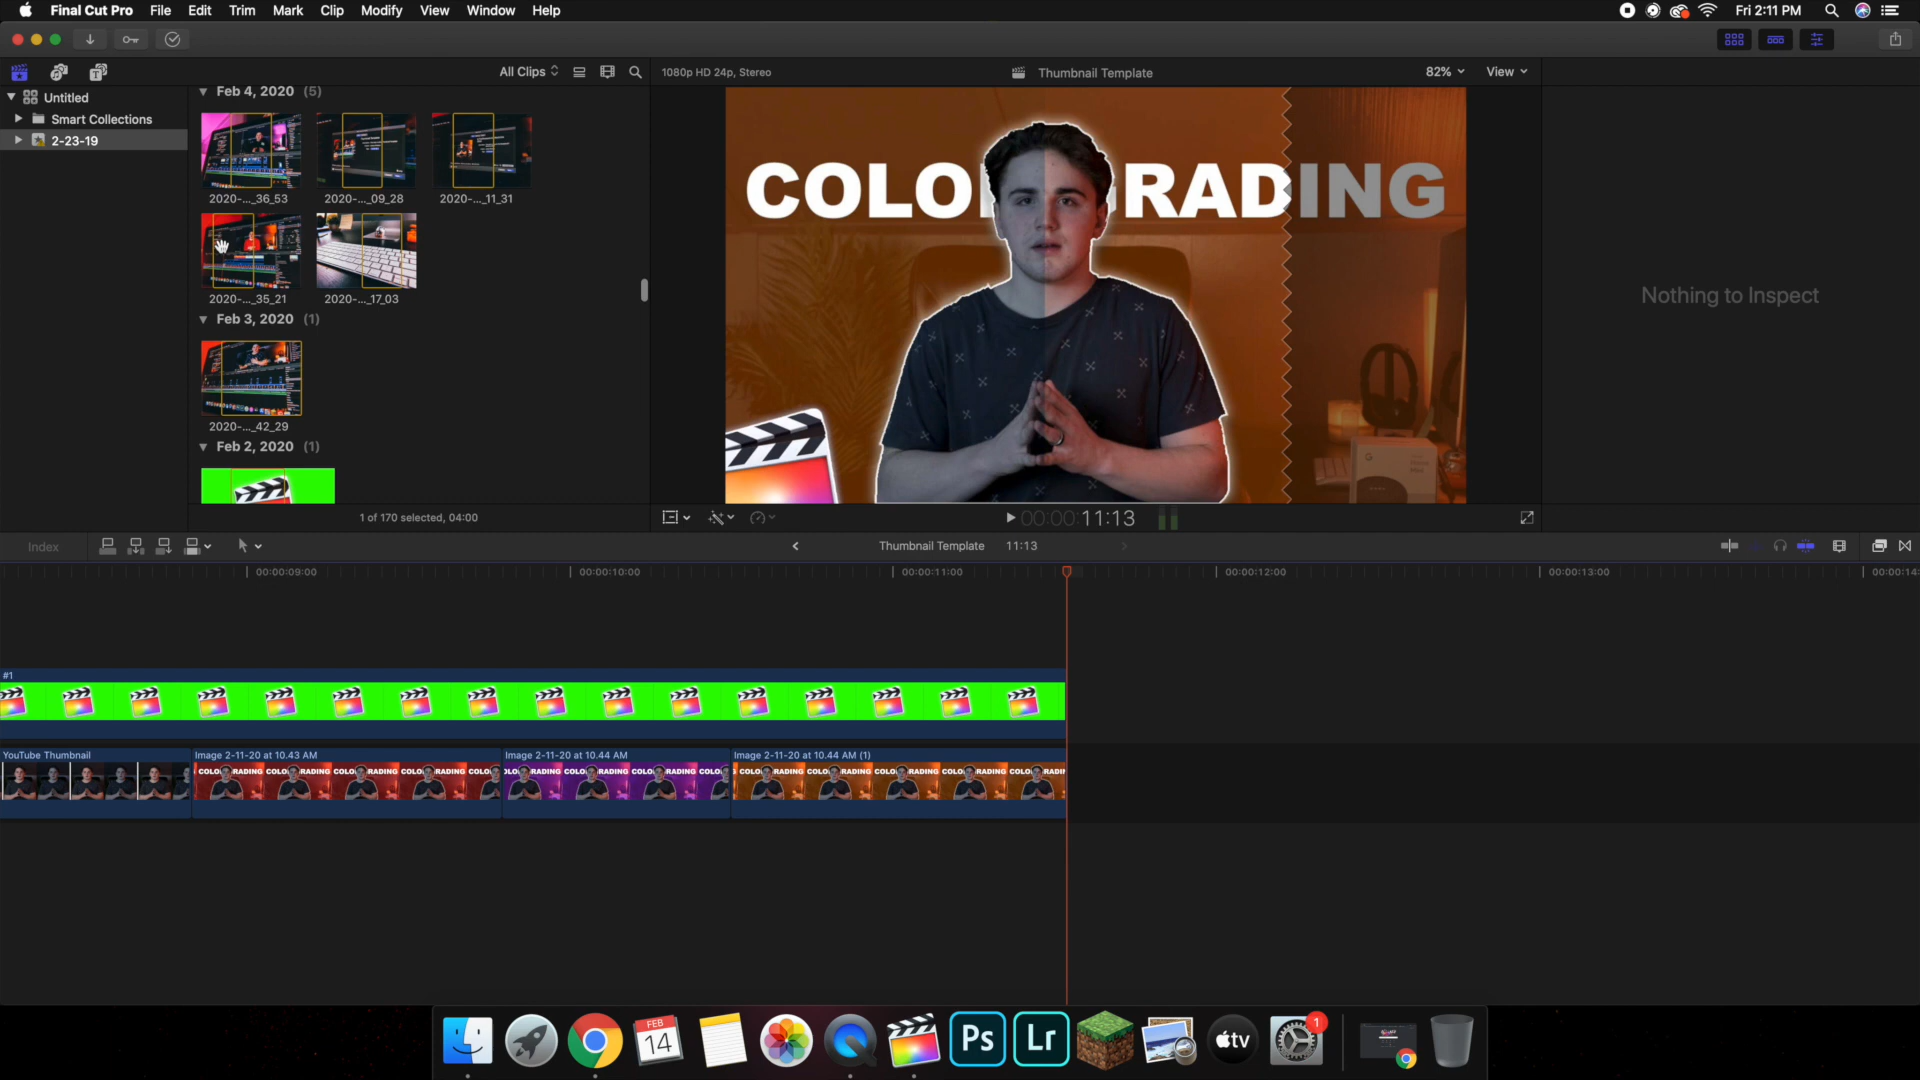 Final Cut Pro File Edit Trim Mark Clip Modify View Window Help
Fri 2:11 PM
All Clips
1080p HD 24p, Stereo
Thumbnail Template
82%
View
Untitled
Smart Collections
2-23-19
Feb 4, 2020 (5)
2020-..._36_53
2020-..._09_28
2020-..._11_31
2020-..._35_21
2020-..._17_03
Feb 3, 2020 (1)
2020-..._42_29
Feb 2, 2020 (1)
1 of 170 selected, 04:00
COLO GRADING
Nothing to Inspect
00:00:11:13
Index
Thumbnail Template
11:13
00:00:09:00
00:00:10:00
00:00:11:00
00:00:12:00
00:00:13:00
00:00:14:
#1
YouTube Thumbnail
Image 2-11-20 at 10.43 AM
Image 2-11-20 at 10.44 AM
Image 2-11-20 at 10.44 AM (1)
FEB
14
Ps
Lr
tv
1